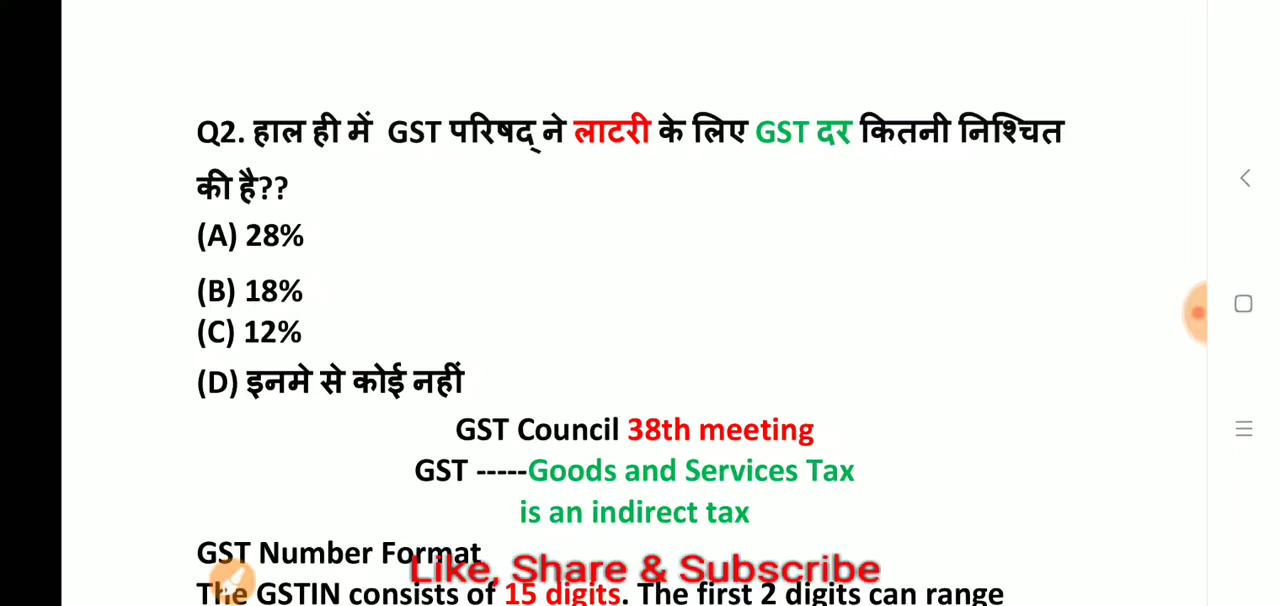 Q2. हाल ही में GST परिषद् ने लाटरी के लिए GST दर कितनी निश्चित
की है??
(A) 28%
(B) 18%
(C) 12%
(D) इनमे से कोई नहीं
GST Council 38th meeting
GST -----Goods and Services Tax
is an indirect tax
GST Number Format
Like, Share & Subscribe
The GSTIN consists of 15 digits. The first 2 digits can range